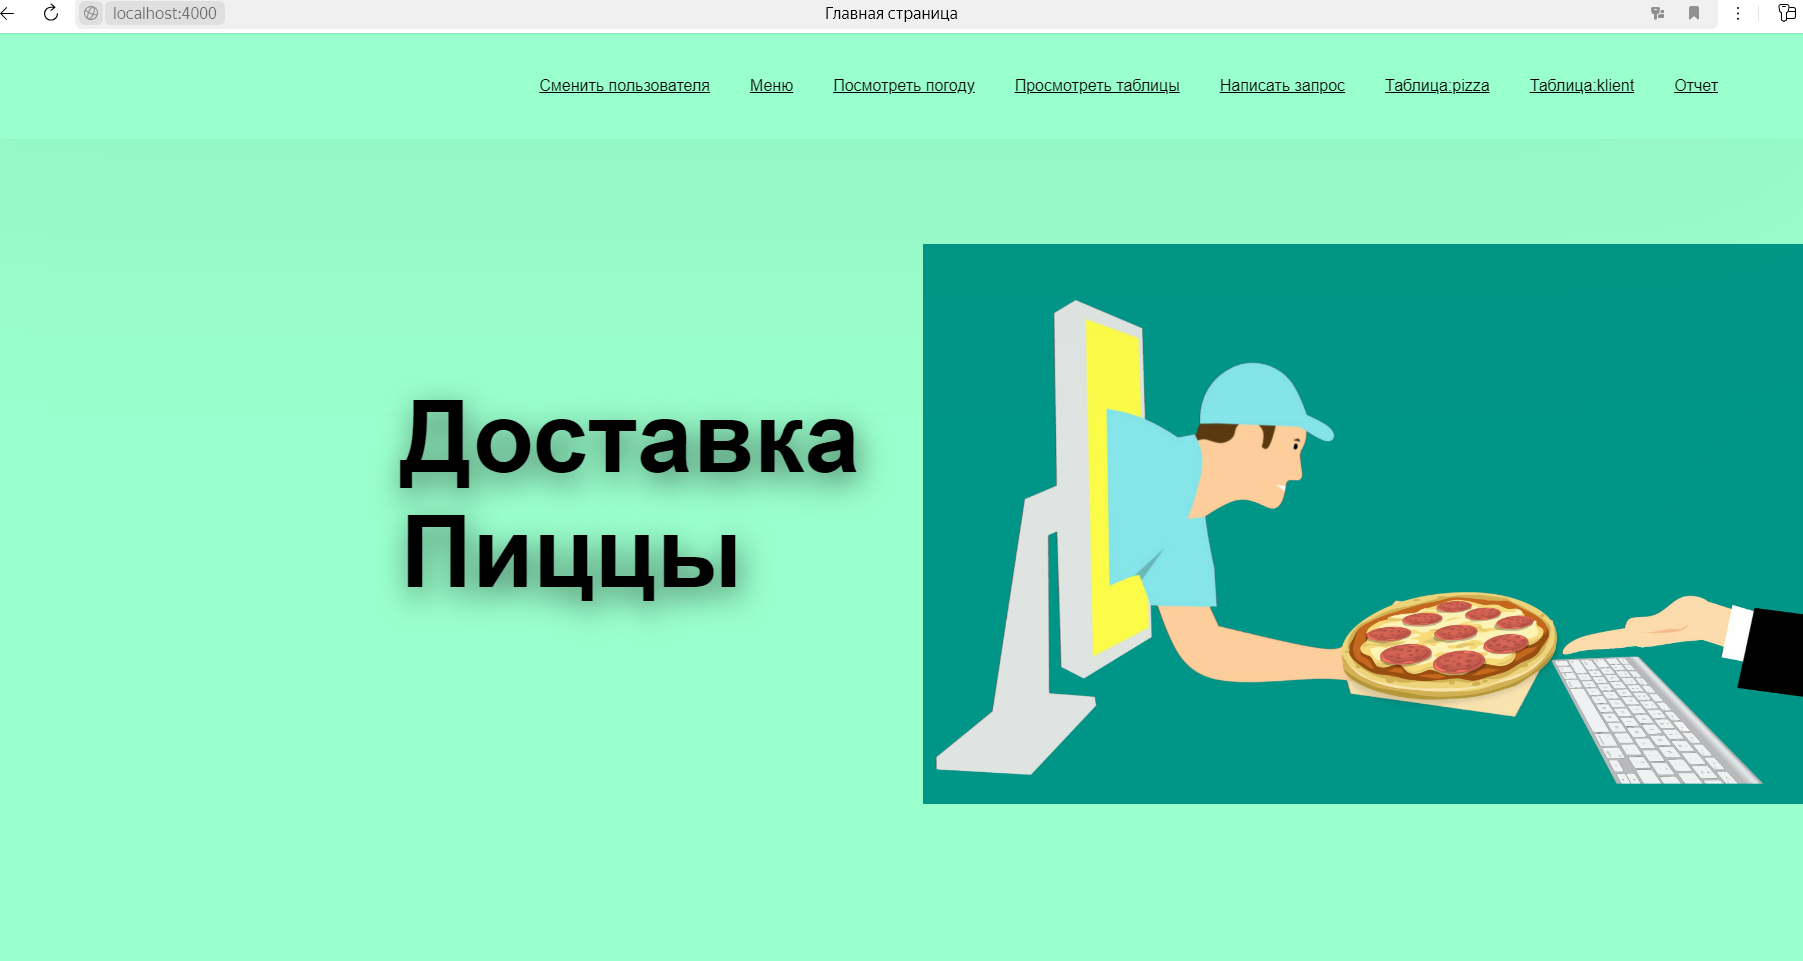 localhost:4000 Главная страница
Сменить пользователя Меню Посмотреть погоду Просмотреть таблицы Написать запрос Таблица:pizza Таблица:klient Отчет
Доставка
Пиццы